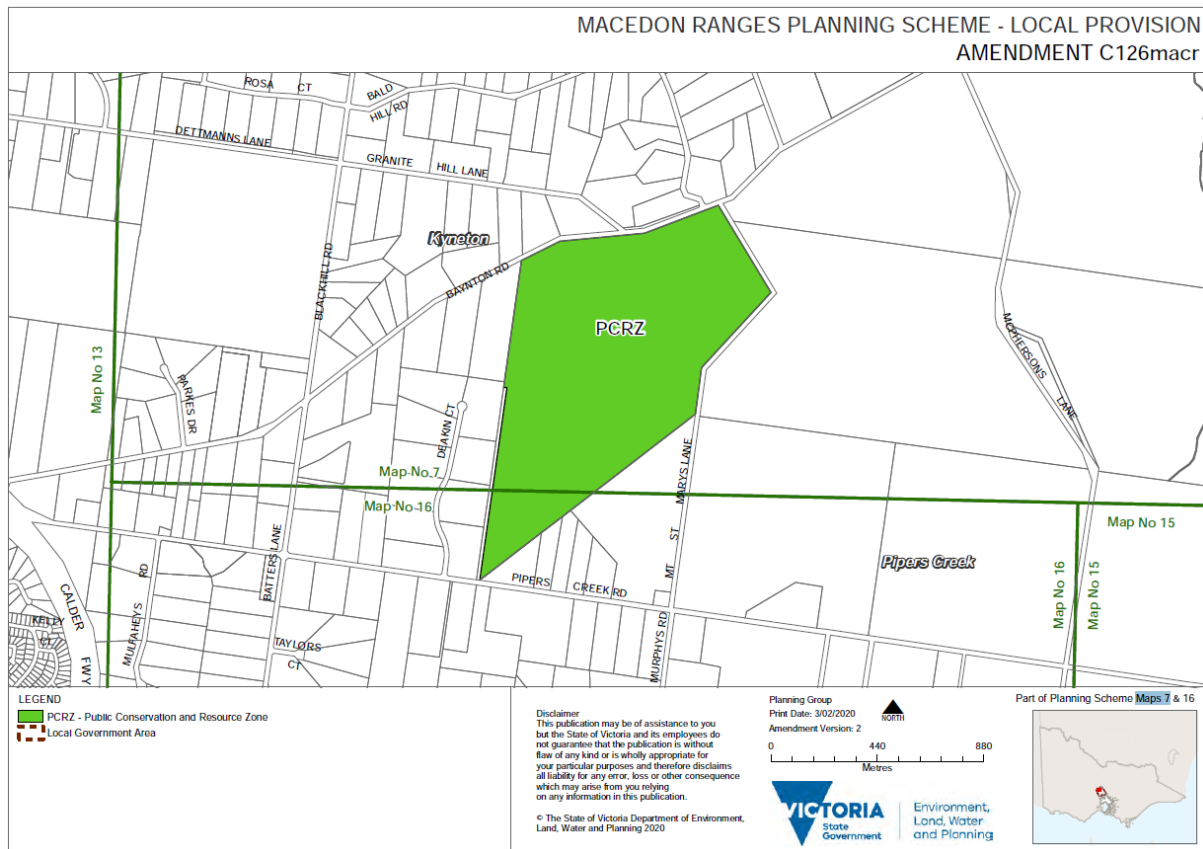 MACEDON RANGES PLANNING SCHEME - LOCAL PROVISION
AMENDMENT C126macr
ROSA CT
BALD
HILL RD
DETTMANNS LANE
GRANITE HILL LANE
Kyneton
BLACKHILL RD
BAYNTON RD
PCRZ
MCPHERSONS LANE
Map No 13
PARKES DR
DEAKIN CT
MARYS LANE
Map No 7
Map No 16
Map No 15
MT ST
BATTERS LANE
PIPERS CREEK RD
Pipers Creek
Map No 16
Map No 15
CALDER FWY
MULFAHEYS RD
KELLY
CT
TAYLORS
CT
MURPHYS RD
LEGEND
PCRZ - Public Conservation and Resource Zone
Local Government Area
Disclaimer
This publication may be of assistance to you
but the State of Victoria and its employees do
not guarantee that the publication is without
flaw of any kind or is wholly appropriate for
your particular purposes and therefore disclaims
all liability for any error, loss or other consequence
which may arise from you relying
on any information in this publication.
© The State of Victoria Department of Environment,
Land, Water and Planning 2020
Planning Group
Print Date: 3/02/2020
Amendment Version: 2
NORTH
0 440 880
Metres
VICTORIA
State
Government
Environment,
Land, Water
and Planning
Part of Planning Scheme Maps 7 & 16